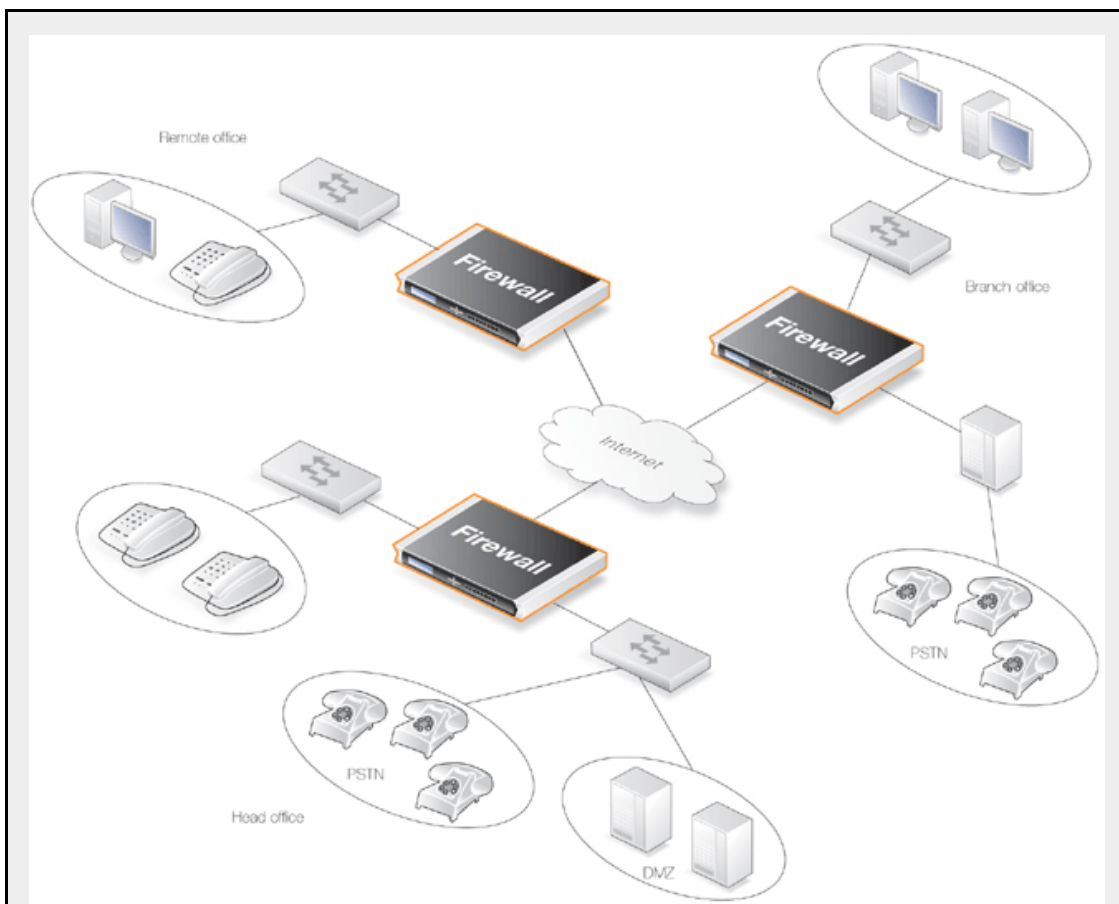 Remote office
Firewall
Branch office
Firewall
Internet
Firewall
PSTN
PSTN
Head office
DMZ